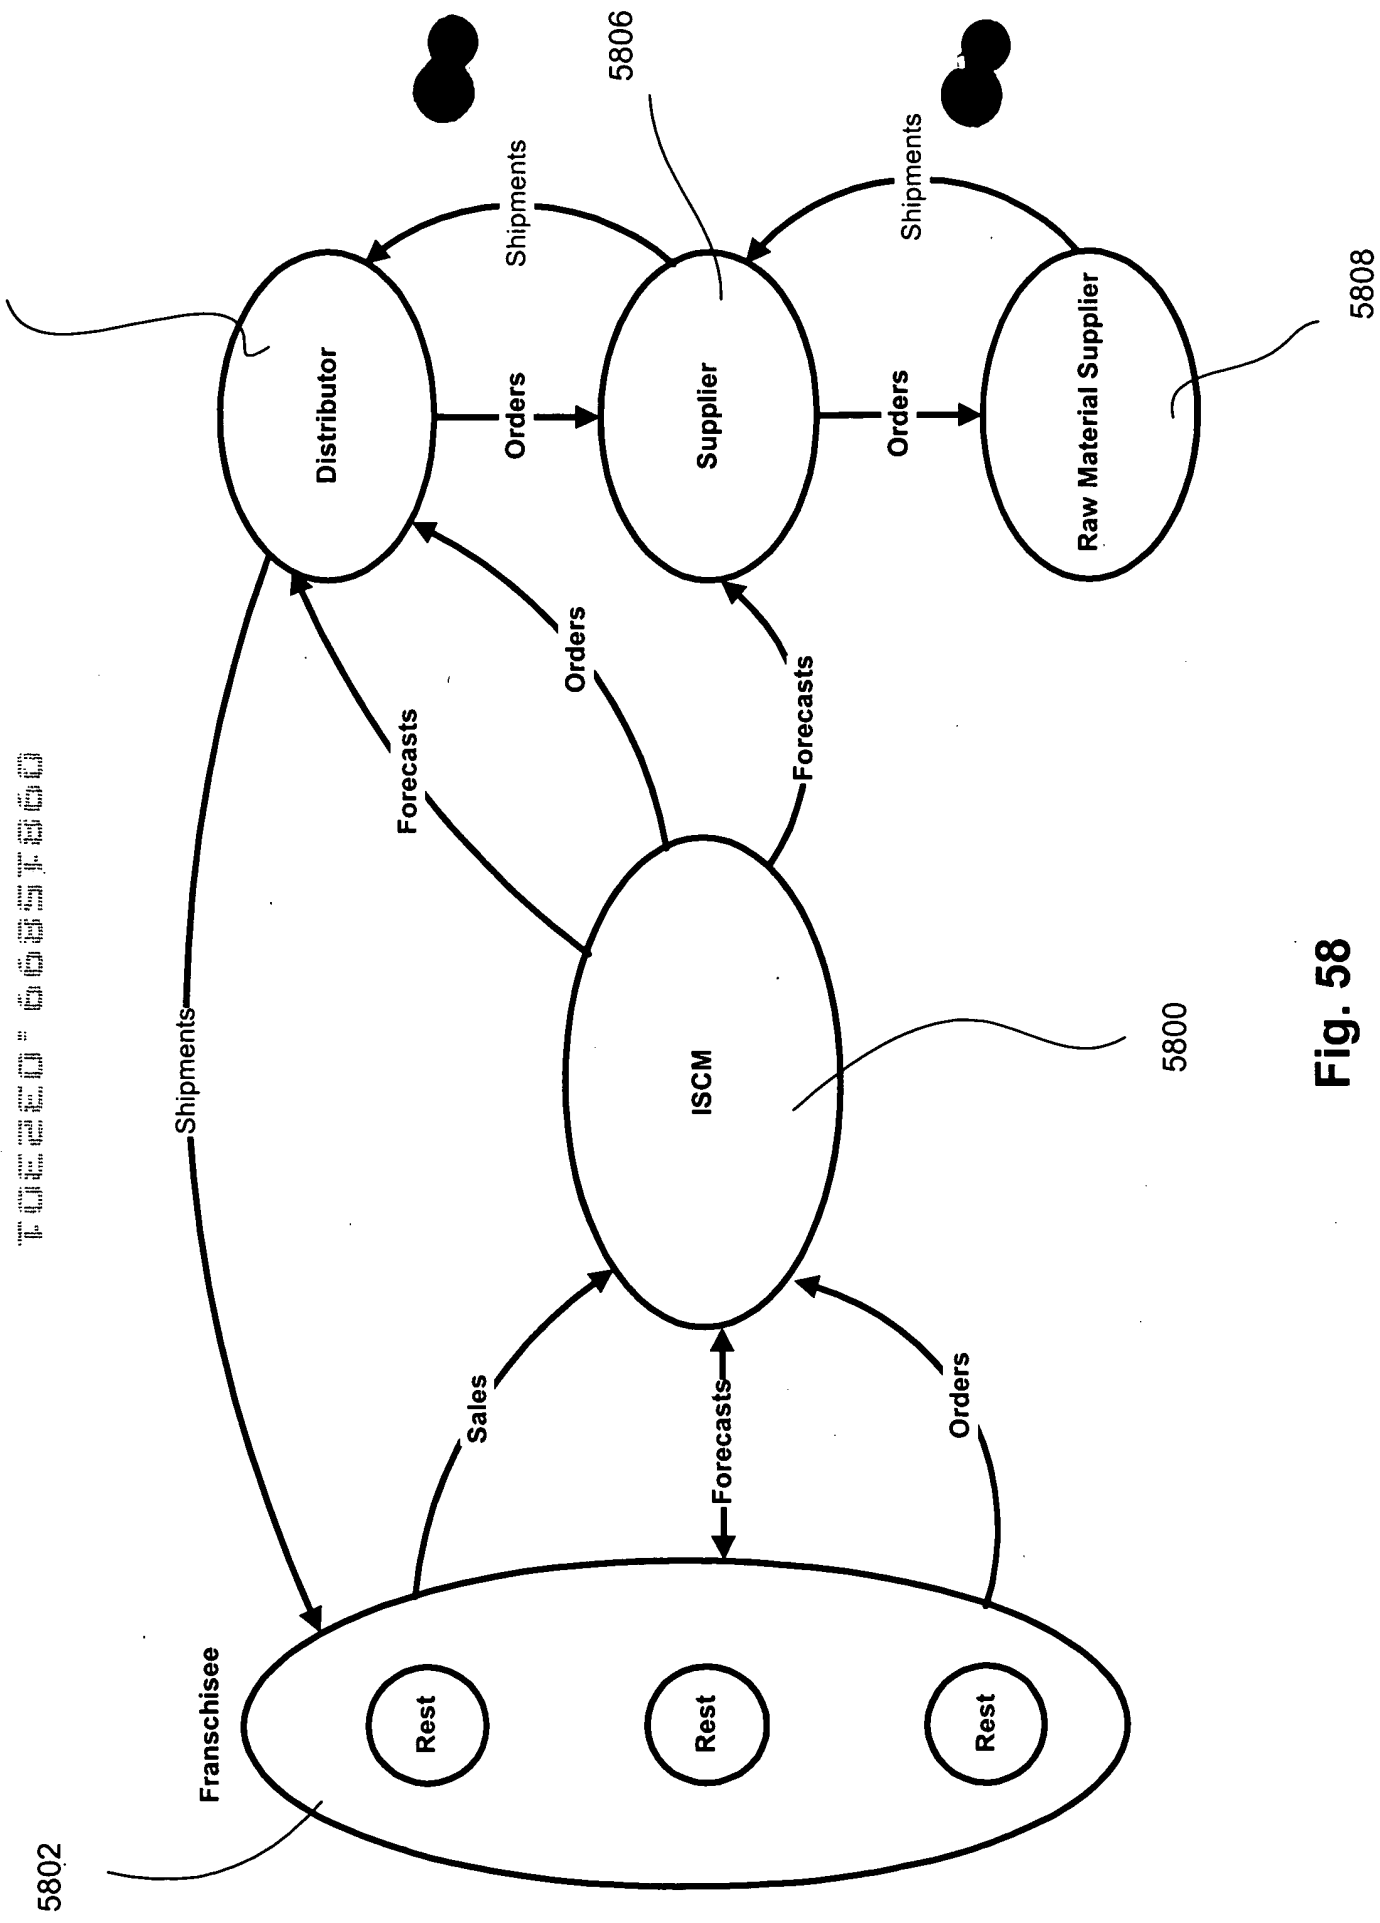 5802
Franschisee
Rest
Rest
Rest
Shipments
Sales
Forecasts
Orders
ISCM
5800
Forecasts
Orders
Forecasts
Distributor
Orders
Shipments
Supplier
5806
Orders
Shipments
Raw Material Supplier
5808
Fig. 58